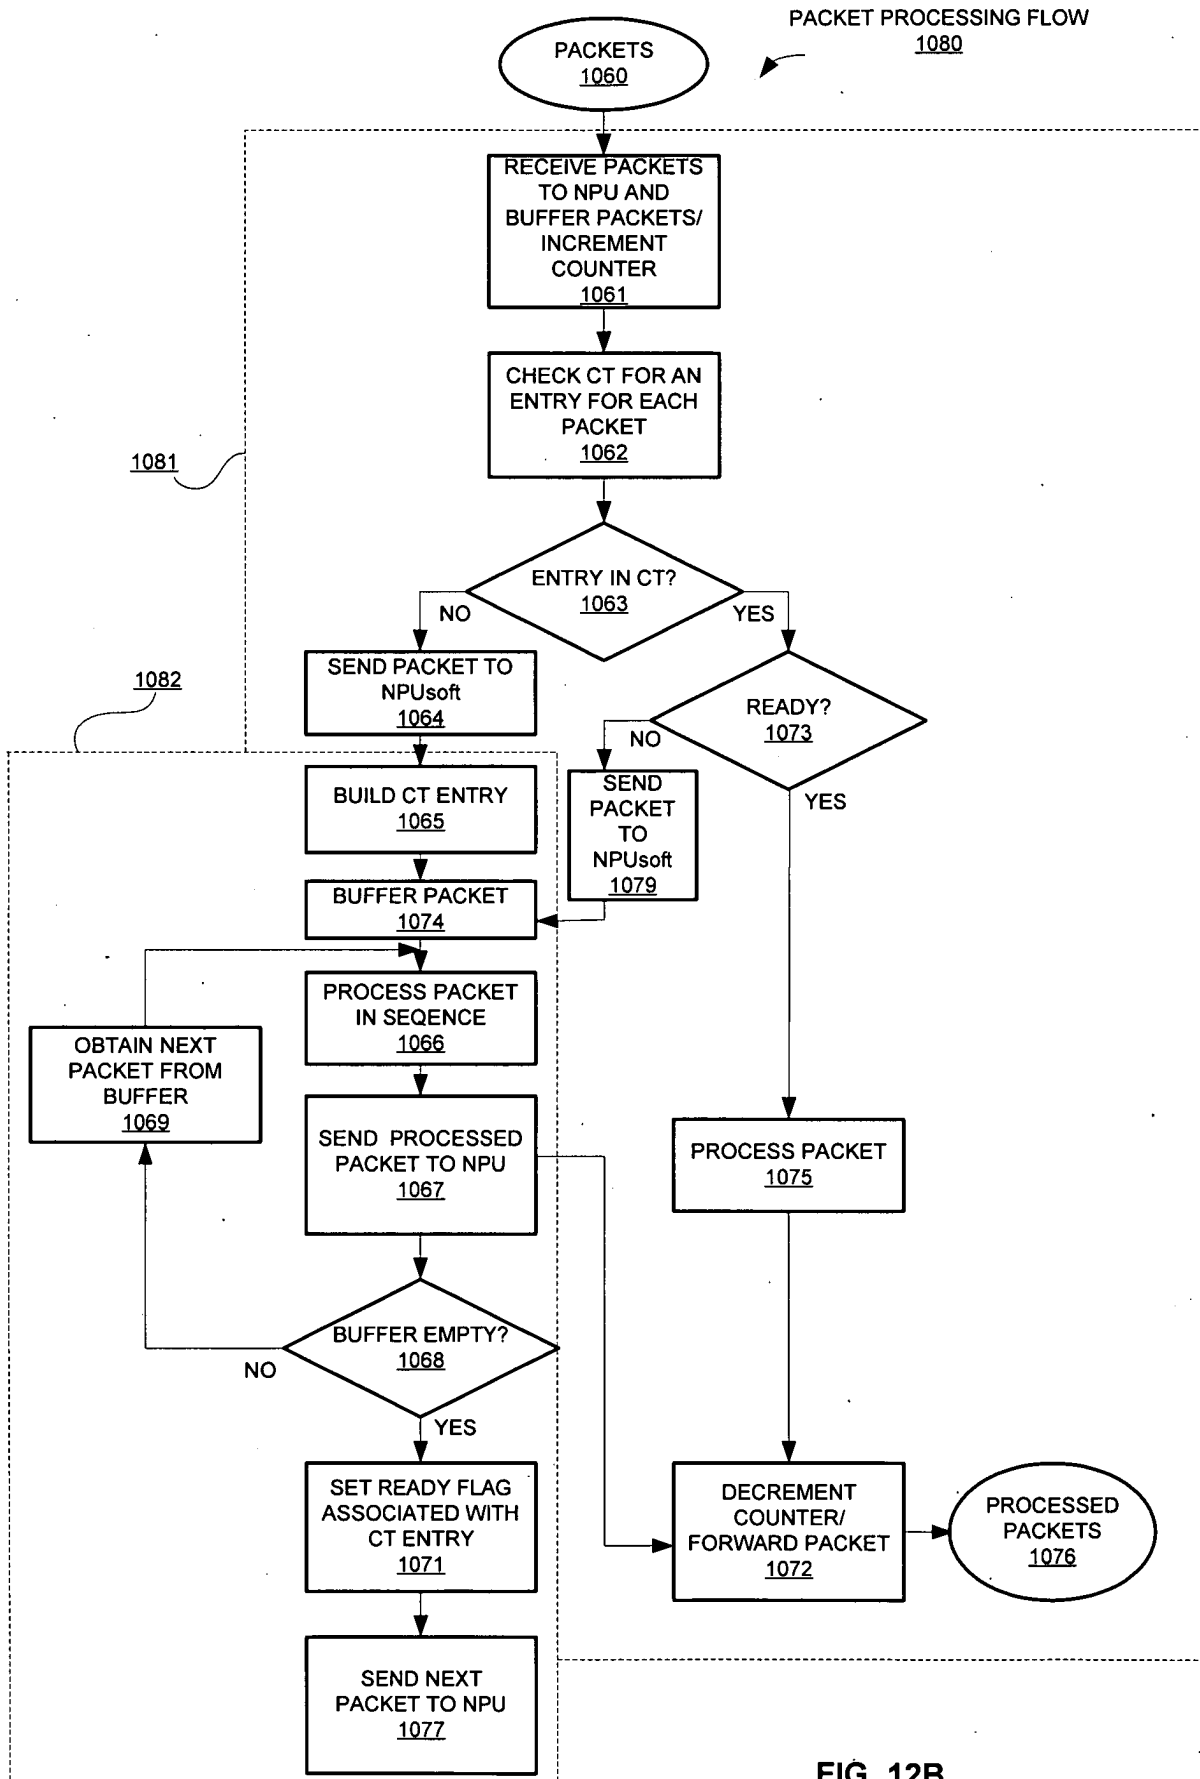 PACKET PROCESSING FLOW
1080
PACKETS
1060
RECEIVE PACKETS
TO NPU AND
BUFFER PACKETS/
INCREMENT
COUNTER
1061
CHECK CT FOR AN
ENTRY FOR EACH
PACKET
1062
1081
ENTRY IN CT?
1063
NO
YES
SEND PACKET TO
NPUsoft
1064
1082
READY?
1073
NO
YES
SEND
PACKET
TO
NPUsoft
1079
BUILD CT ENTRY
1065
BUFFER PACKET
1074
PROCESS PACKET
IN SEQENCE
1066
OBTAIN NEXT
PACKET FROM
BUFFER
1069
SEND PROCESSED
PACKET TO NPU
1067
PROCESS PACKET
1075
BUFFER EMPTY?
1068
NO
YES
SET READY FLAG
ASSOCIATED WITH
CT ENTRY
1071
DECREMENT
COUNTER/
FORWARD PACKET
1072
PROCESSED
PACKETS
1076
SEND NEXT
PACKET TO NPU
1077
FIG. 12B